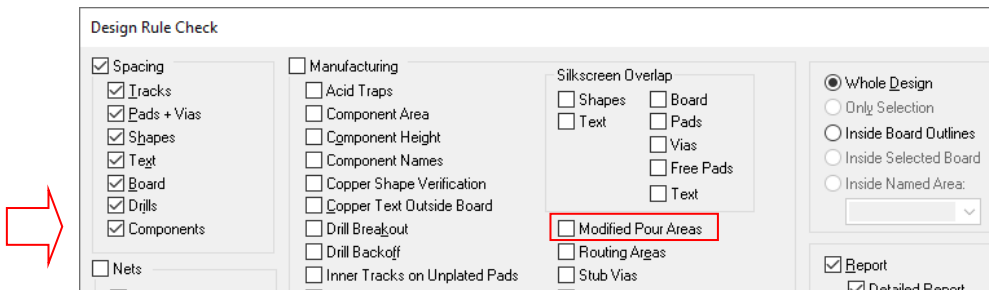 Design Rule Check
Spacing
Tracks
Pads + Vias
Shapes
Text
Board
Drills
Components
Nets
Manufacturing
Acid Traps
Component Area
Component Height
Component Names
Copper Shape Verification
Copper Text Outside Board
Drill Breakout
Drill Backoff
Inner Tracks on Unplated Pads
Silkscreen Overlap
Shapes
Text
Board
Pads
Vias
Free Pads
Text
Modified Pour Areas
Routing Areas
Stub Vias
Whole Design
Only Selection
Inside Board Outlines
Inside Selected Board
Inside Named Area:
Report
Detailed Report